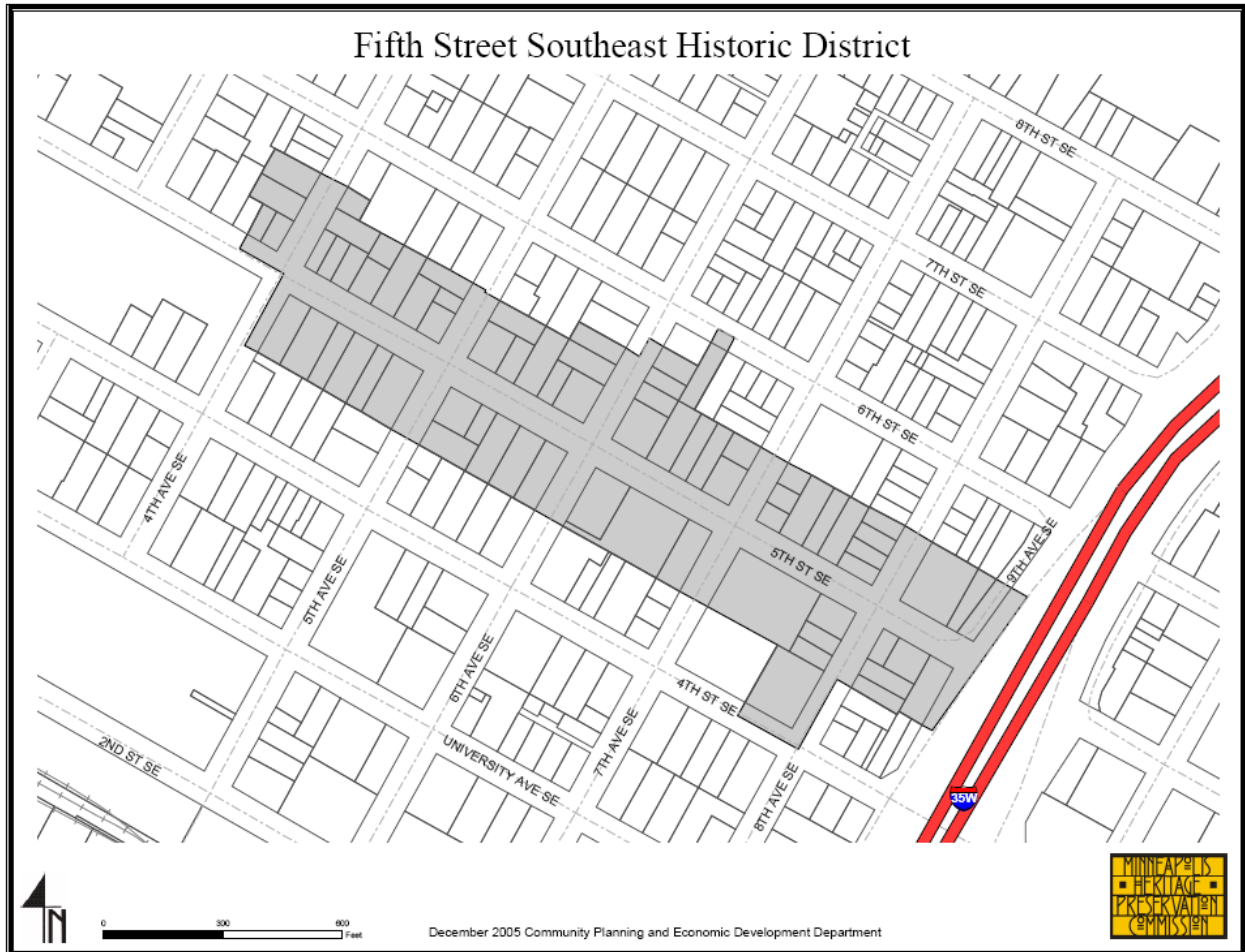 Fifth Street Southeast Historic District
8TH ST SE
7TH ST SE
6TH ST SE
4TH AVE SE
9TH AVE SE
5TH ST SE
5TH AVE SE
6TH AVE SE
4TH ST SE
7TH AVE SE
2ND ST SE
UNIVERSITY AVE SE
8TH AVE SE
35W
N
0 300 600
Feet
December 2005 Community Planning and Economic Development Department
MINNEAPOLIS
HERITAGE
PRESERVATION
COMMISSION